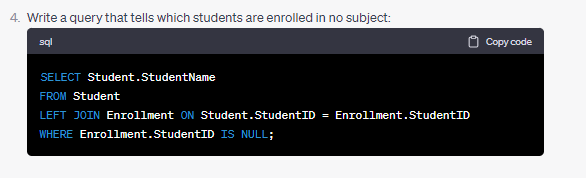 4. Write a query that tells which students are enrolled in no subject:
sql Copy code
SELECT Student.StudentName
FROM Student
LEFT JOIN Enrollment ON Student.StudentID = Enrollment.StudentID
WHERE Enrollment.StudentID IS NULL;